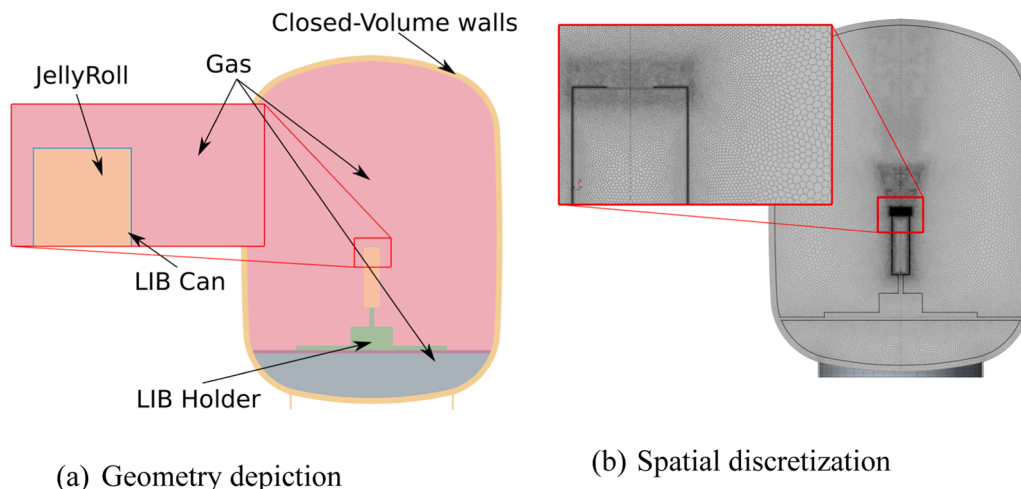 Closed-Volume walls
JellyRoll
Gas
LIB Can
LIB Holder
(a) Geometry depiction
(b) Spatial discretization